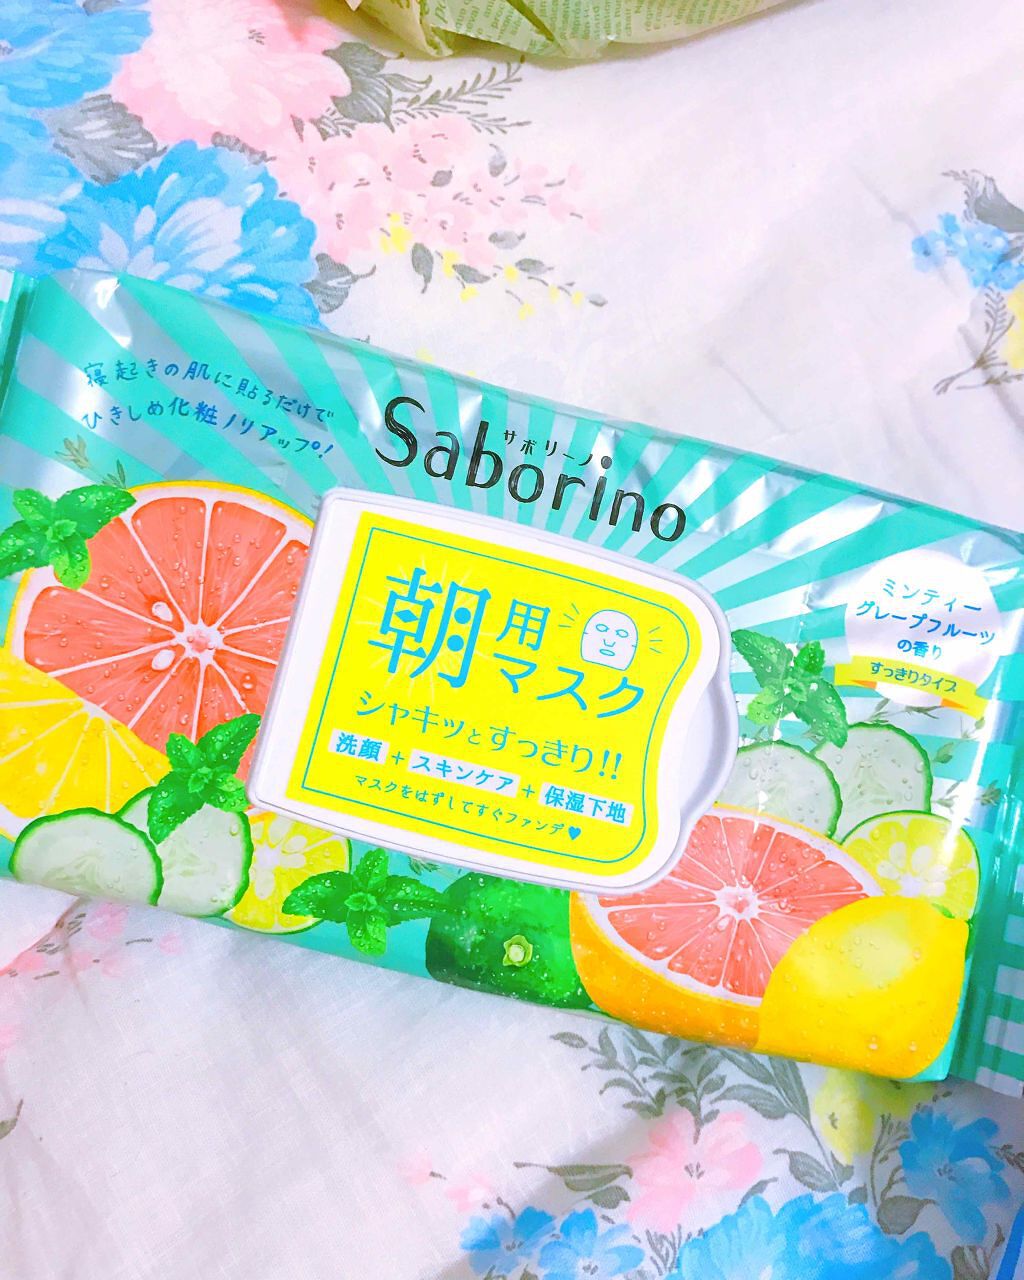 寝起きの肌に貼るだけで
ひきしめ化粧ノリアップ!
サボリーノ
Saborino
朝用マスク
シャキッとすっきり!!
洗顔+スキンケア+保湿下地
マスクをはずしてすぐファンデ♥
ミンティー
グレープフルーツ
の香り
すっきりタイプ